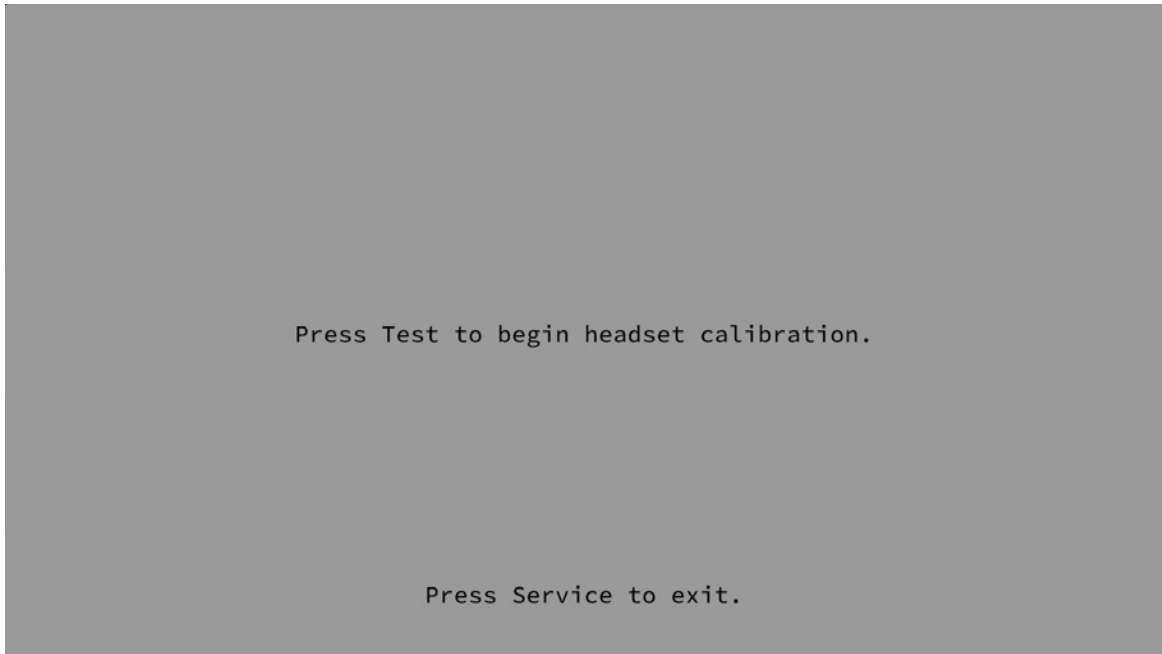 Press Test to begin headset calibration.
Press Service to exit.